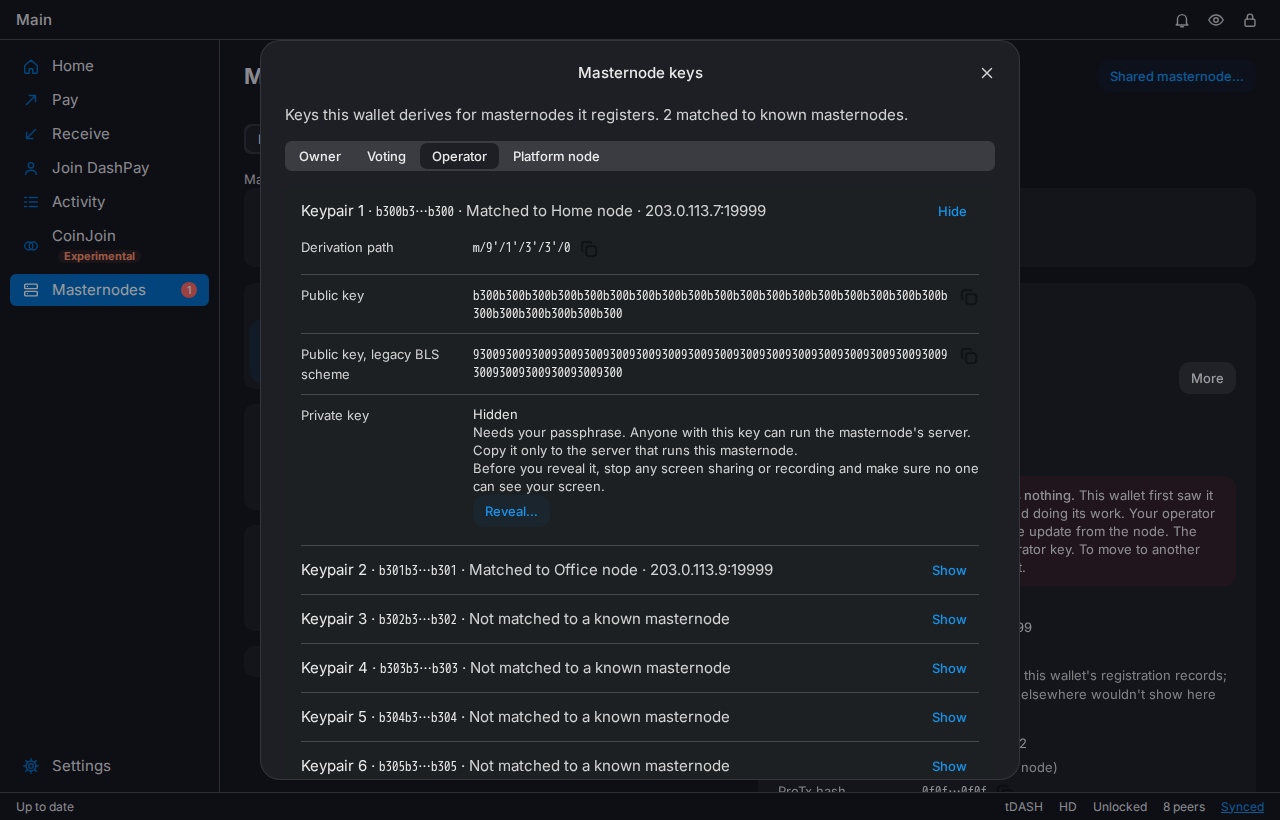 Main
Home
Pay
Receive
Join DashPay
Activity
CoinJoin
Experimental
Masternodes
1
Settings
M
Shared masternode...
Ma
More
s nothing. This wallet first saw it
d doing its work. Your operator
e update from the node. The
rator key. To move to another
t.
99
this wallet's registration records;
elsewhere wouldn't show here
2
node)
ProTx hash
0f0f···0f0f
Masternode keys
Keys this wallet derives for masternodes it registers. 2 matched to known masternodes.
Owner Voting Operator Platform node
Keypair 1 · b300b3···b300 · Matched to Home node · 203.0.113.7:19999 Hide
Derivation path m/9'/1'/3'/3'/0
Public key b300b300b300b300b300b300b300b300b300b300b300b300b300b300b300b300b300b300b
300b300b300b300b300b300
Public key, legacy BLS scheme
9300930093009300930093009300930093009300930093009300930093009300930093009
30093009300930093009300
Private key Hidden
Needs your passphrase. Anyone with this key can run the masternode's server.
Copy it only to the server that runs this masternode.
Before you reveal it, stop any screen sharing or recording and make sure no one
can see your screen.
Reveal...
Keypair 2 · b301b3···b301 · Matched to Office node · 203.0.113.9:19999 Show
Keypair 3 · b302b3···b302 · Not matched to a known masternode Show
Keypair 4 · b303b3···b303 · Not matched to a known masternode Show
Keypair 5 · b304b3···b304 · Not matched to a known masternode Show
Keypair 6 · b305b3···b305 · Not matched to a known masternode Show
Up to date
tDASH HD Unlocked 8 peers Synced